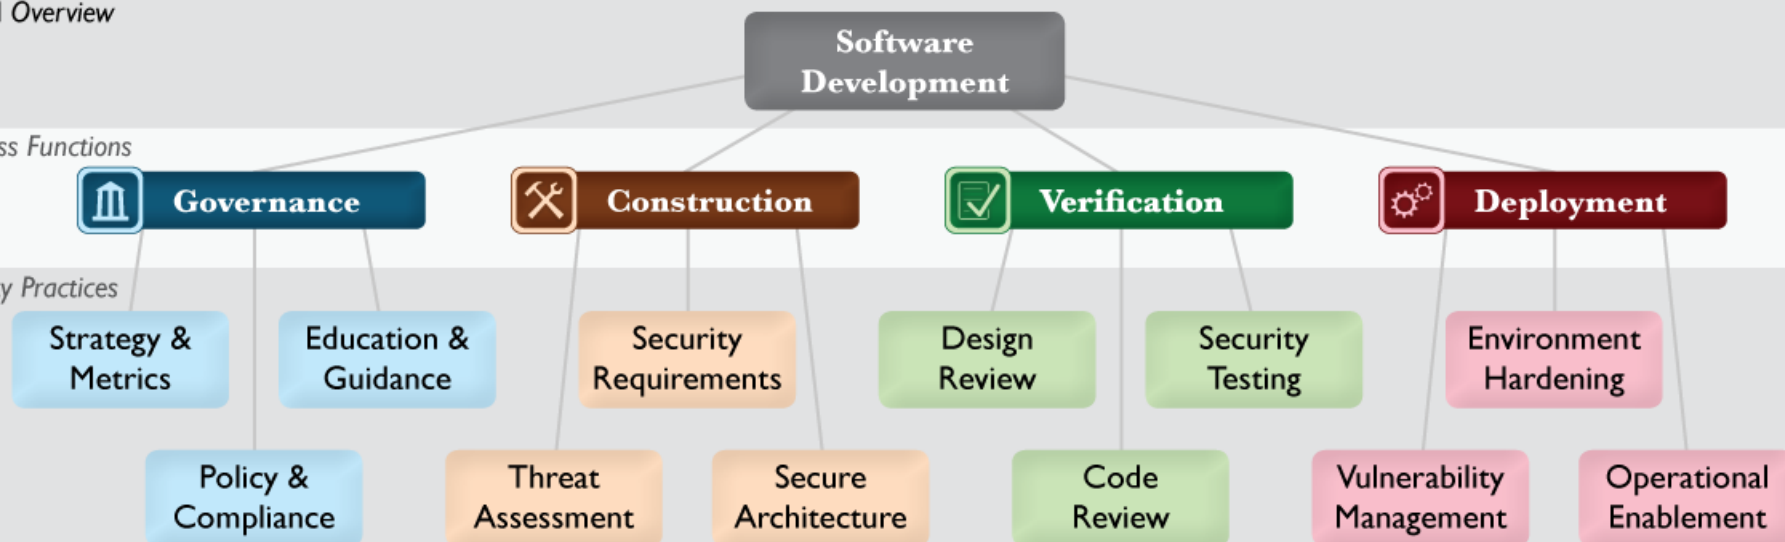 Overview
Software
Development
ss Functions
Governance
Construction
Verification
Deployment
y Practices
Strategy &
Metrics
Education &
Guidance
Security
Requirements
Design
Review
Security
Testing
Environment
Hardening
Policy &
Compliance
Threat
Assessment
Secure
Architecture
Code
Review
Vulnerability
Management
Operational
Enablement